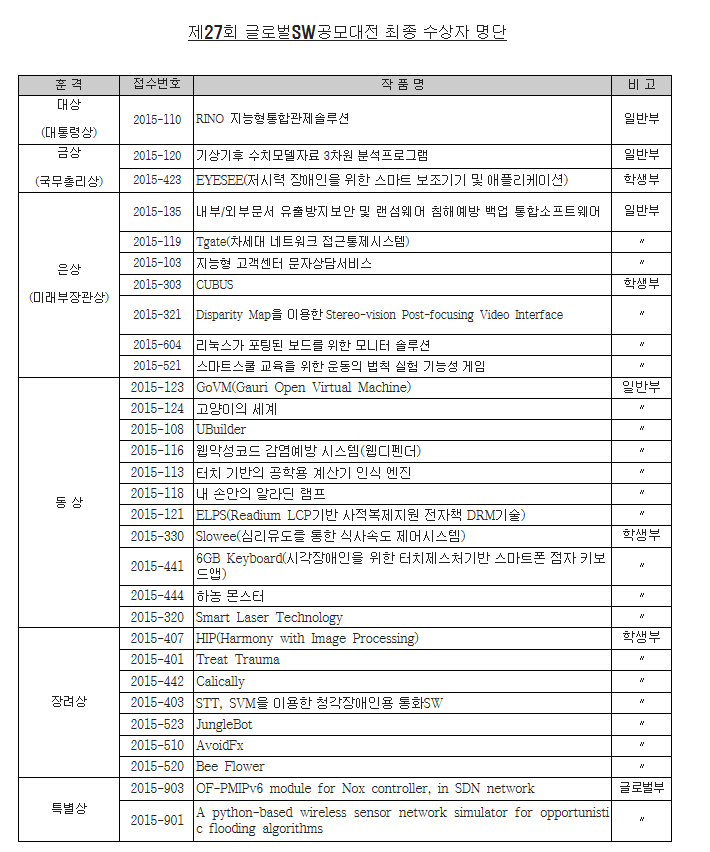 제27회 글로벌SW공모대전 최종 수상자 명단
훈 격 접수번호 작 품 명 비 고
대상
(대통령상)
2015-110 RINO 지능형통합관제솔루션 일반부
금상
(국무총리상)
2015-120 기상기후 수치모델자료 3차원 분석프로그램 일반부
2015-423 EYESEE(저시력 장애인을 위한 스마트 보조기기 및 애플리케이션) 학생부
은상
(미래부장관상)
2015-135 내부/외부문서 유출방지보안 및 랜섬웨어 침해예방 백업 통합소프트웨어 일반부
2015-119 Tgate(차세대 네트워크 접근통제시스템) 〃
2015-103 지능형 고객센터 문자상담서비스 〃
2015-303 CUBUS 학생부
2015-321 Disparity Map을 이용한 Stereo-vision Post-focusing Video Interface 〃
2015-604 리눅스가 포팅된 보드를 위한 모니터 솔루션 〃
2015-521 스마트스쿨 교육을 위한 운동의 법칙 실험 기능성 게임 〃
동 상
2015-123 GoVM(Gauri Open Virtual Machine) 일반부
2015-124 고양이의 세계 〃
2015-108 UBuilder 〃
2015-116 웹악성코드 감염예방 시스템(웹디펜더) 〃
2015-113 터치 기반의 공학용 계산기 인식 엔진 〃
2015-118 내 손안의 알라딘 램프 〃
2015-121 ELPS(Readium LCP기반 사적복제지원 전자책 DRM기술) 〃
2015-330 Slowee(심리유도를 통한 식사속도 제어시스템) 학생부
2015-441 6GB Keyboard(시각장애인을 위한 터치제스처기반 스마트폰 점자 키보
드앱) 〃
2015-444 하농 몬스터 〃
2015-320 Smart Laser Technology 〃
장려상
2015-407 HIP(Harmony with Image Processing) 학생부
2015-401 Treat Trauma 〃
2015-442 Calically 〃
2015-403 STT, SVM을 이용한 청각장애인용 통화SW 〃
2015-523 JungleBot 〃
2015-510 AvoidFx 〃
2015-520 Bee Flower 〃
특별상
2015-903 OF-PMIPv6 module for Nox controller, in SDN network 글로벌부
2015-901 A python-based wireless sensor network simulator for opportunisti
c flooding algorithms 〃